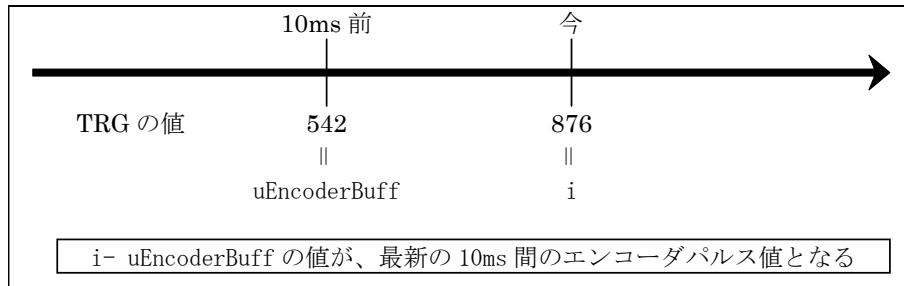 10ms 前 今
TRG の値 542 876
|| ||
uEncoderBuff i
i- uEncoderBuff の値が、最新の 10ms 間のエンコーダパルス値となる